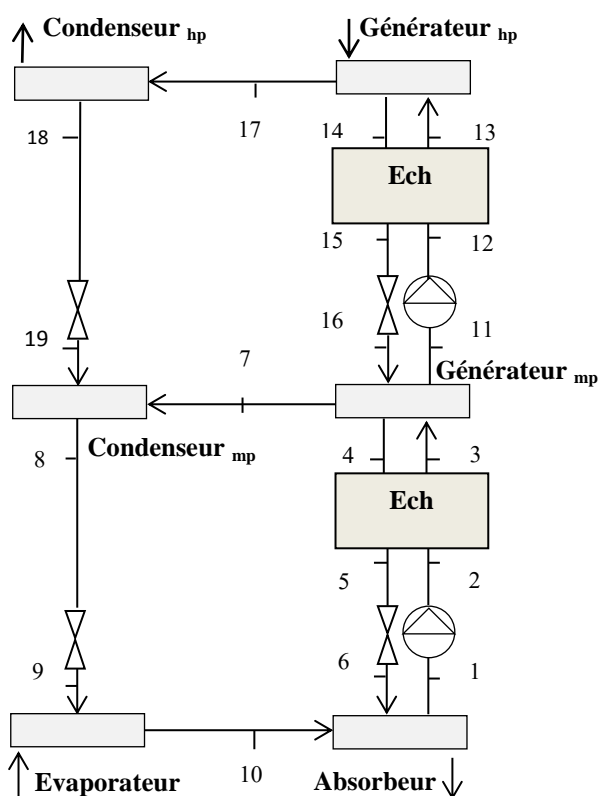 Condenseur hp
Générateur hp
17
18
14
13
Ech
15
12
16
11
19
7
Générateur mp
8
Condenseur mp
4
3
Ech
5
2
6
1
9
10
Evaporateur
Absorbeur